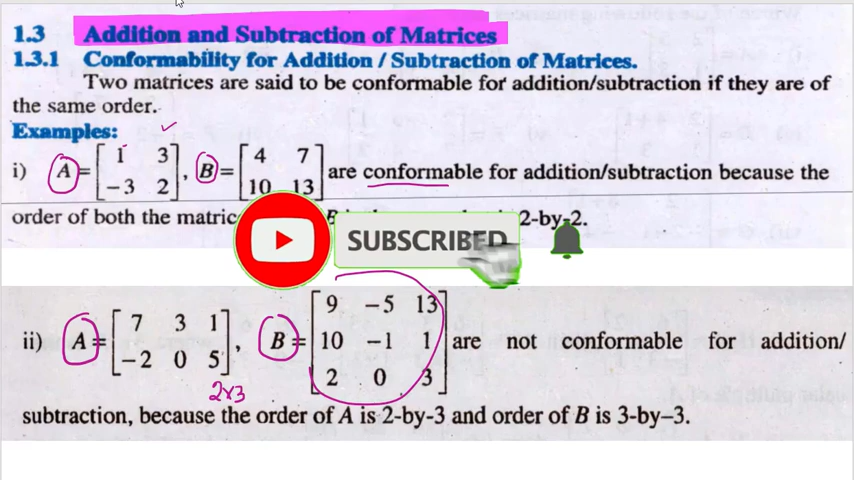 1.3 Addition and Subtraction of Matrices
1.3.1 Conformability for Addition / Subtraction of Matrices.
Two matrices are said to be conformable for addition/subtraction if they are of
the same order.
Examples:
i) A = [1 3; −3 2], B = [4 7; 10 13] are conformable for addition/subtraction because the
order of both the matric 2-by-2.
SUBSCRIBED
ii) A = [7 3 1; −2 0 5], B = [9 −5 13; 10 −1 1; 2 0 3] are not conformable for addition/
2×3
subtraction, because the order of A is 2-by-3 and order of B is 3-by–3.